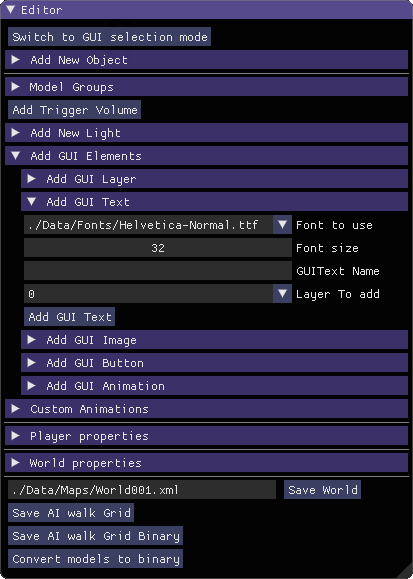 Editor
Switch to GUI selection mode
Add New Object
Model Groups
Add Trigger Volume
Add New Light
Add GUI Elements
Add GUI Layer
Add GUI Text
./Data/Fonts/Helvetica-Normal.ttf Font to use
32 Font size
GUIText Name
0 Layer To add
Add GUI Text
Add GUI Image
Add GUI Button
Add GUI Animation
Custom Animations
Player properties
World properties
./Data/Maps/World001.xml Save World
Save AI walk Grid
Save AI walk Grid Binary
Convert models to binary